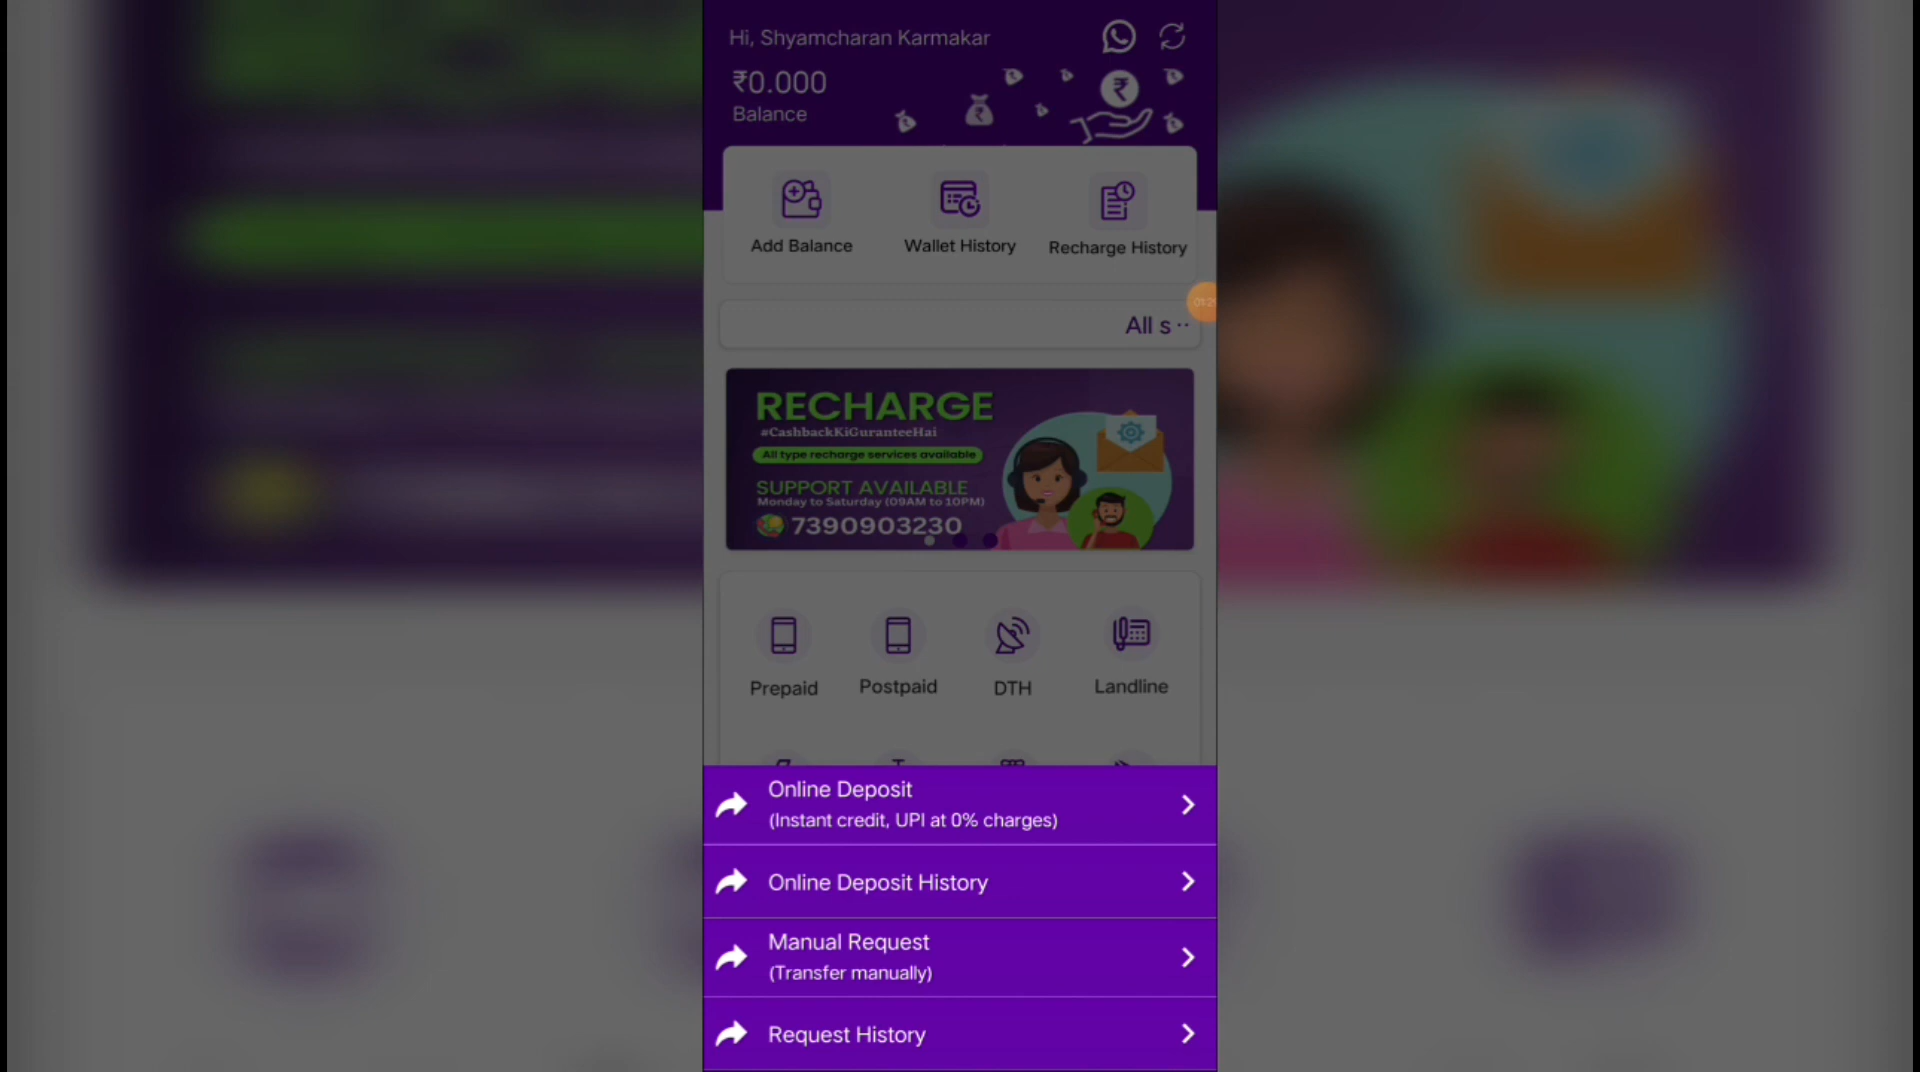 Hi, Shyamcharan Karmakar
₹0.000
Balance
Add Balance
Wallet History
Recharge History
All s
RECHARGE
#CashbackKiGuranteeHai
All type recharge services available
SUPPORT AVAILABLE
Monday to Saturday (09AM to 10PM)
7390903230
Prepaid
Postpaid
DTH
Landline
Online Deposit
(Instant credit, UPI at 0% charges)
Online Deposit History
Manual Request
(Transfer manually)
Request History